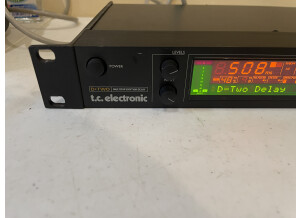 LEVELS
POWER
D·TWO
t.c. electronic
508
D=Two Delay